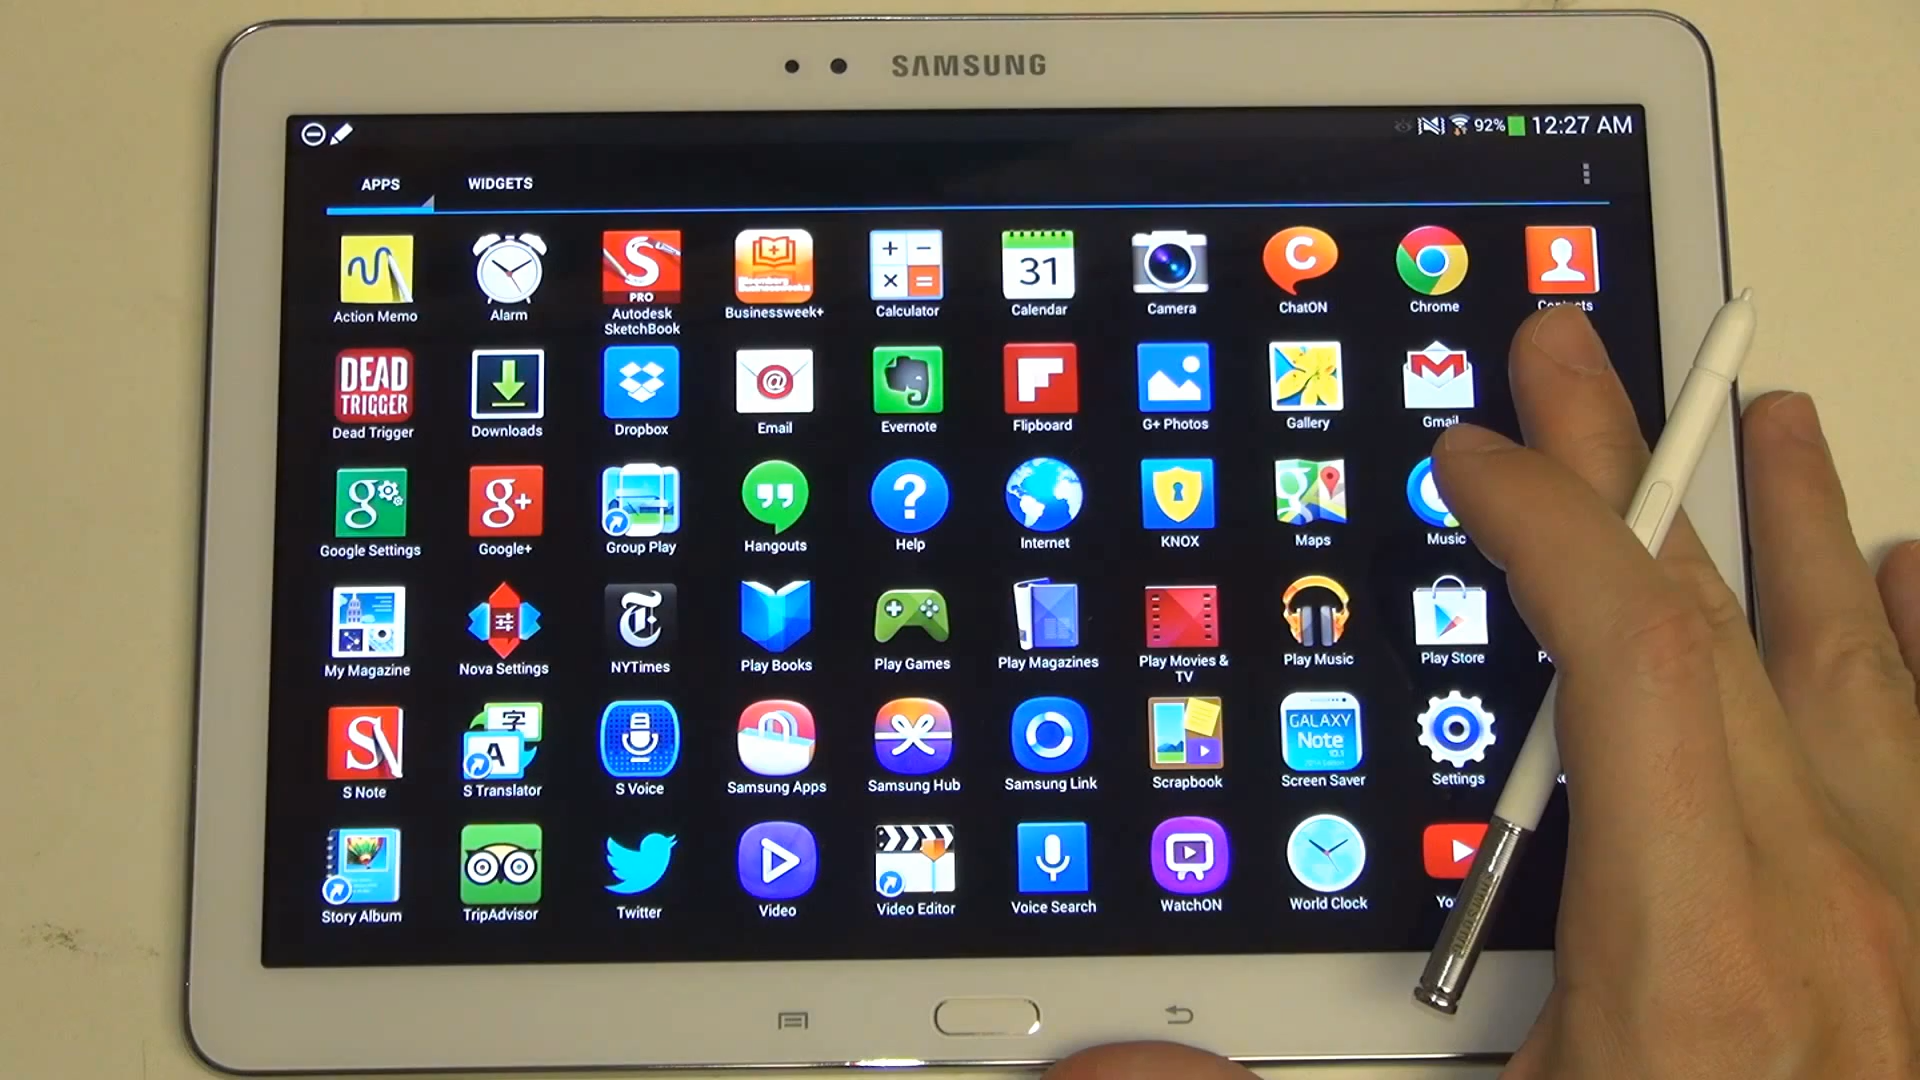 SAMSUNG
92% 12:27 AM
APPS WIDGETS
31
PRO
Action Memo Alarm Autodesk SketchBook Businessweek+ Calculator Calendar Camera ChatON Chrome Contacts
DEAD TRIGGER
Dead Trigger Downloads Dropbox Email Evernote Flipboard G+ Photos Gallery Gmail
Google Settings Google+ Group Play Hangouts Help Internet KNOX Maps Music
My Magazine Nova Settings NYTimes Play Books Play Games Play Magazines Play Movies & TV Play Music Play Store
GALAXY
Note
10.1
S Note S Translator S Voice Samsung Apps Samsung Hub Samsung Link Scrapbook Screen Saver Settings
Story Album TripAdvisor Twitter Video Video Editor Voice Search WatchON World Clock
SAMSUNG